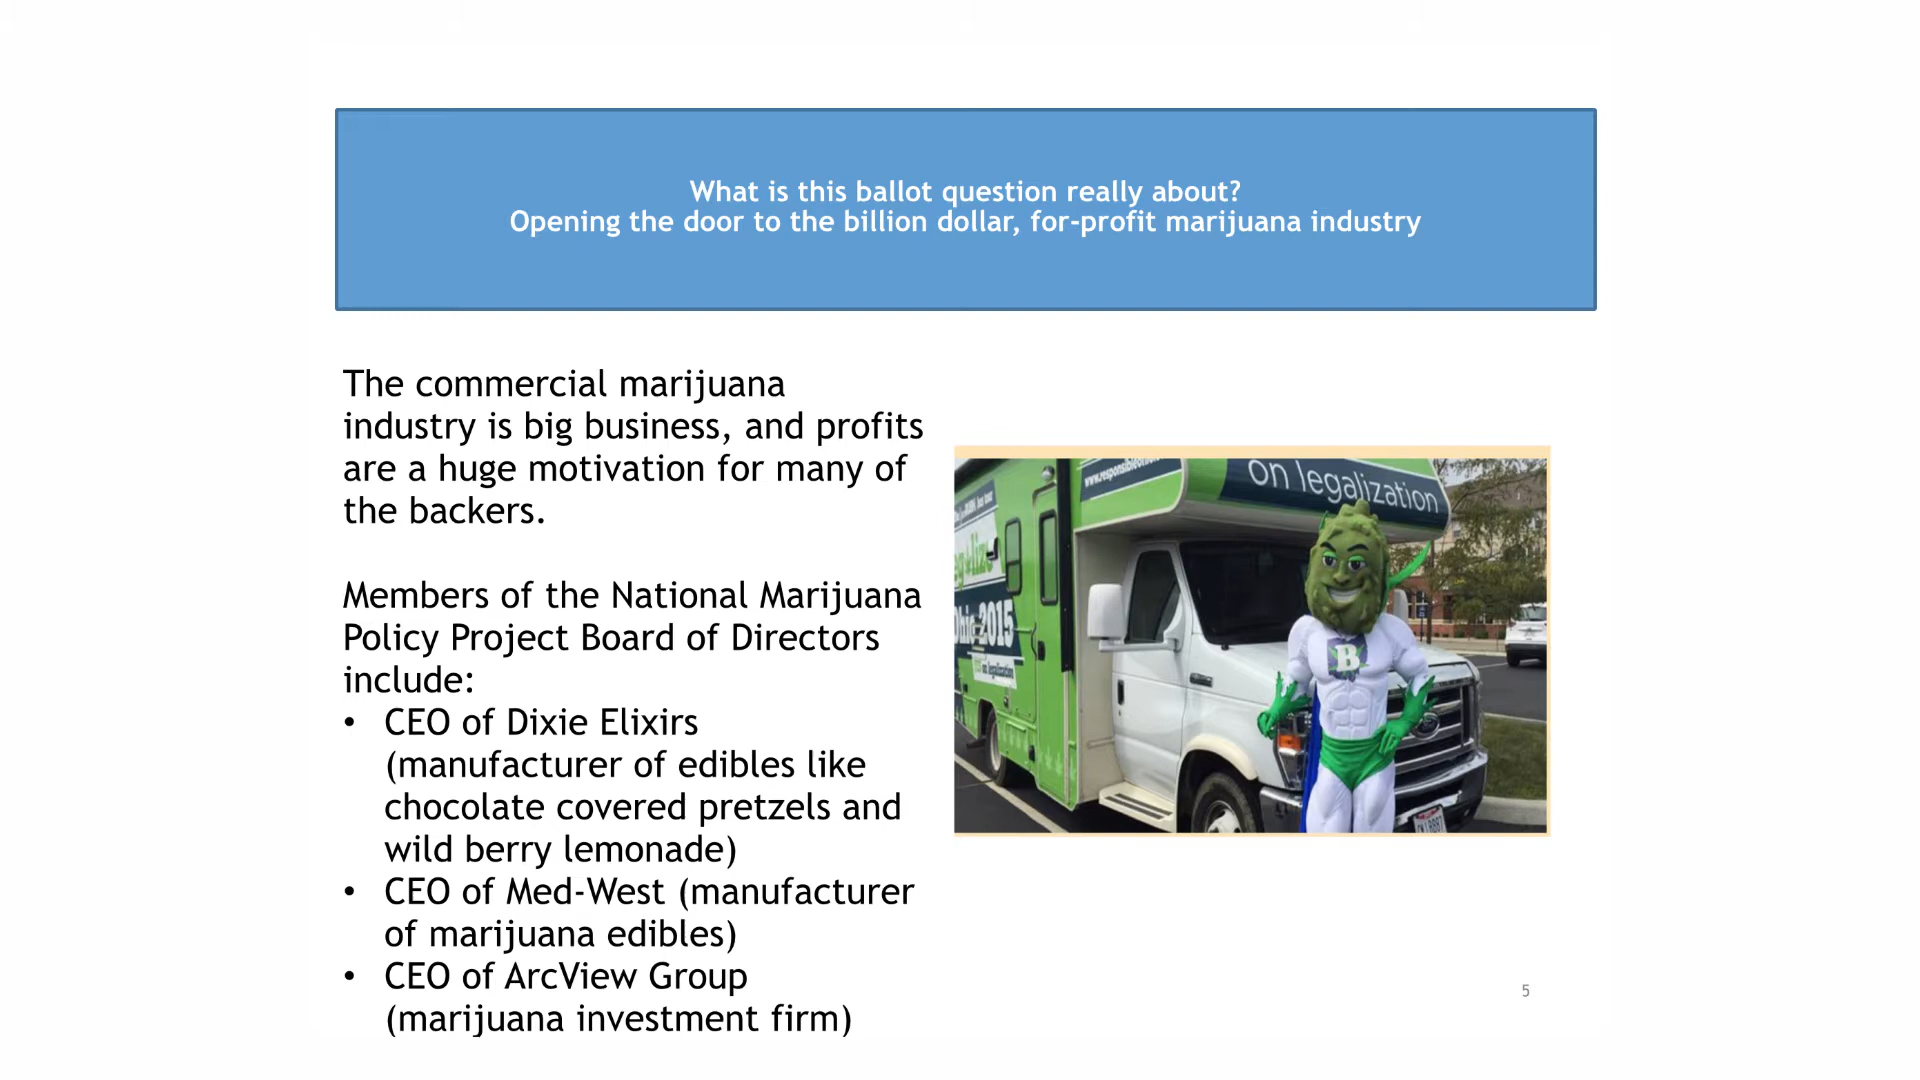 What is this ballot question really about?
Opening the door to the billion dollar, for-profit marijuana industry
The commercial marijuana
industry is big business, and profits
are a huge motivation for many of
the backers.
Members of the National Marijuana
Policy Project Board of Directors
include:
• CEO of Dixie Elixirs
(manufacturer of edibles like
chocolate covered pretzels and
wild berry lemonade)
• CEO of Med-West (manufacturer
of marijuana edibles)
• CEO of ArcView Group
(marijuana investment firm)
on legalization
2015
on legalization
B
5